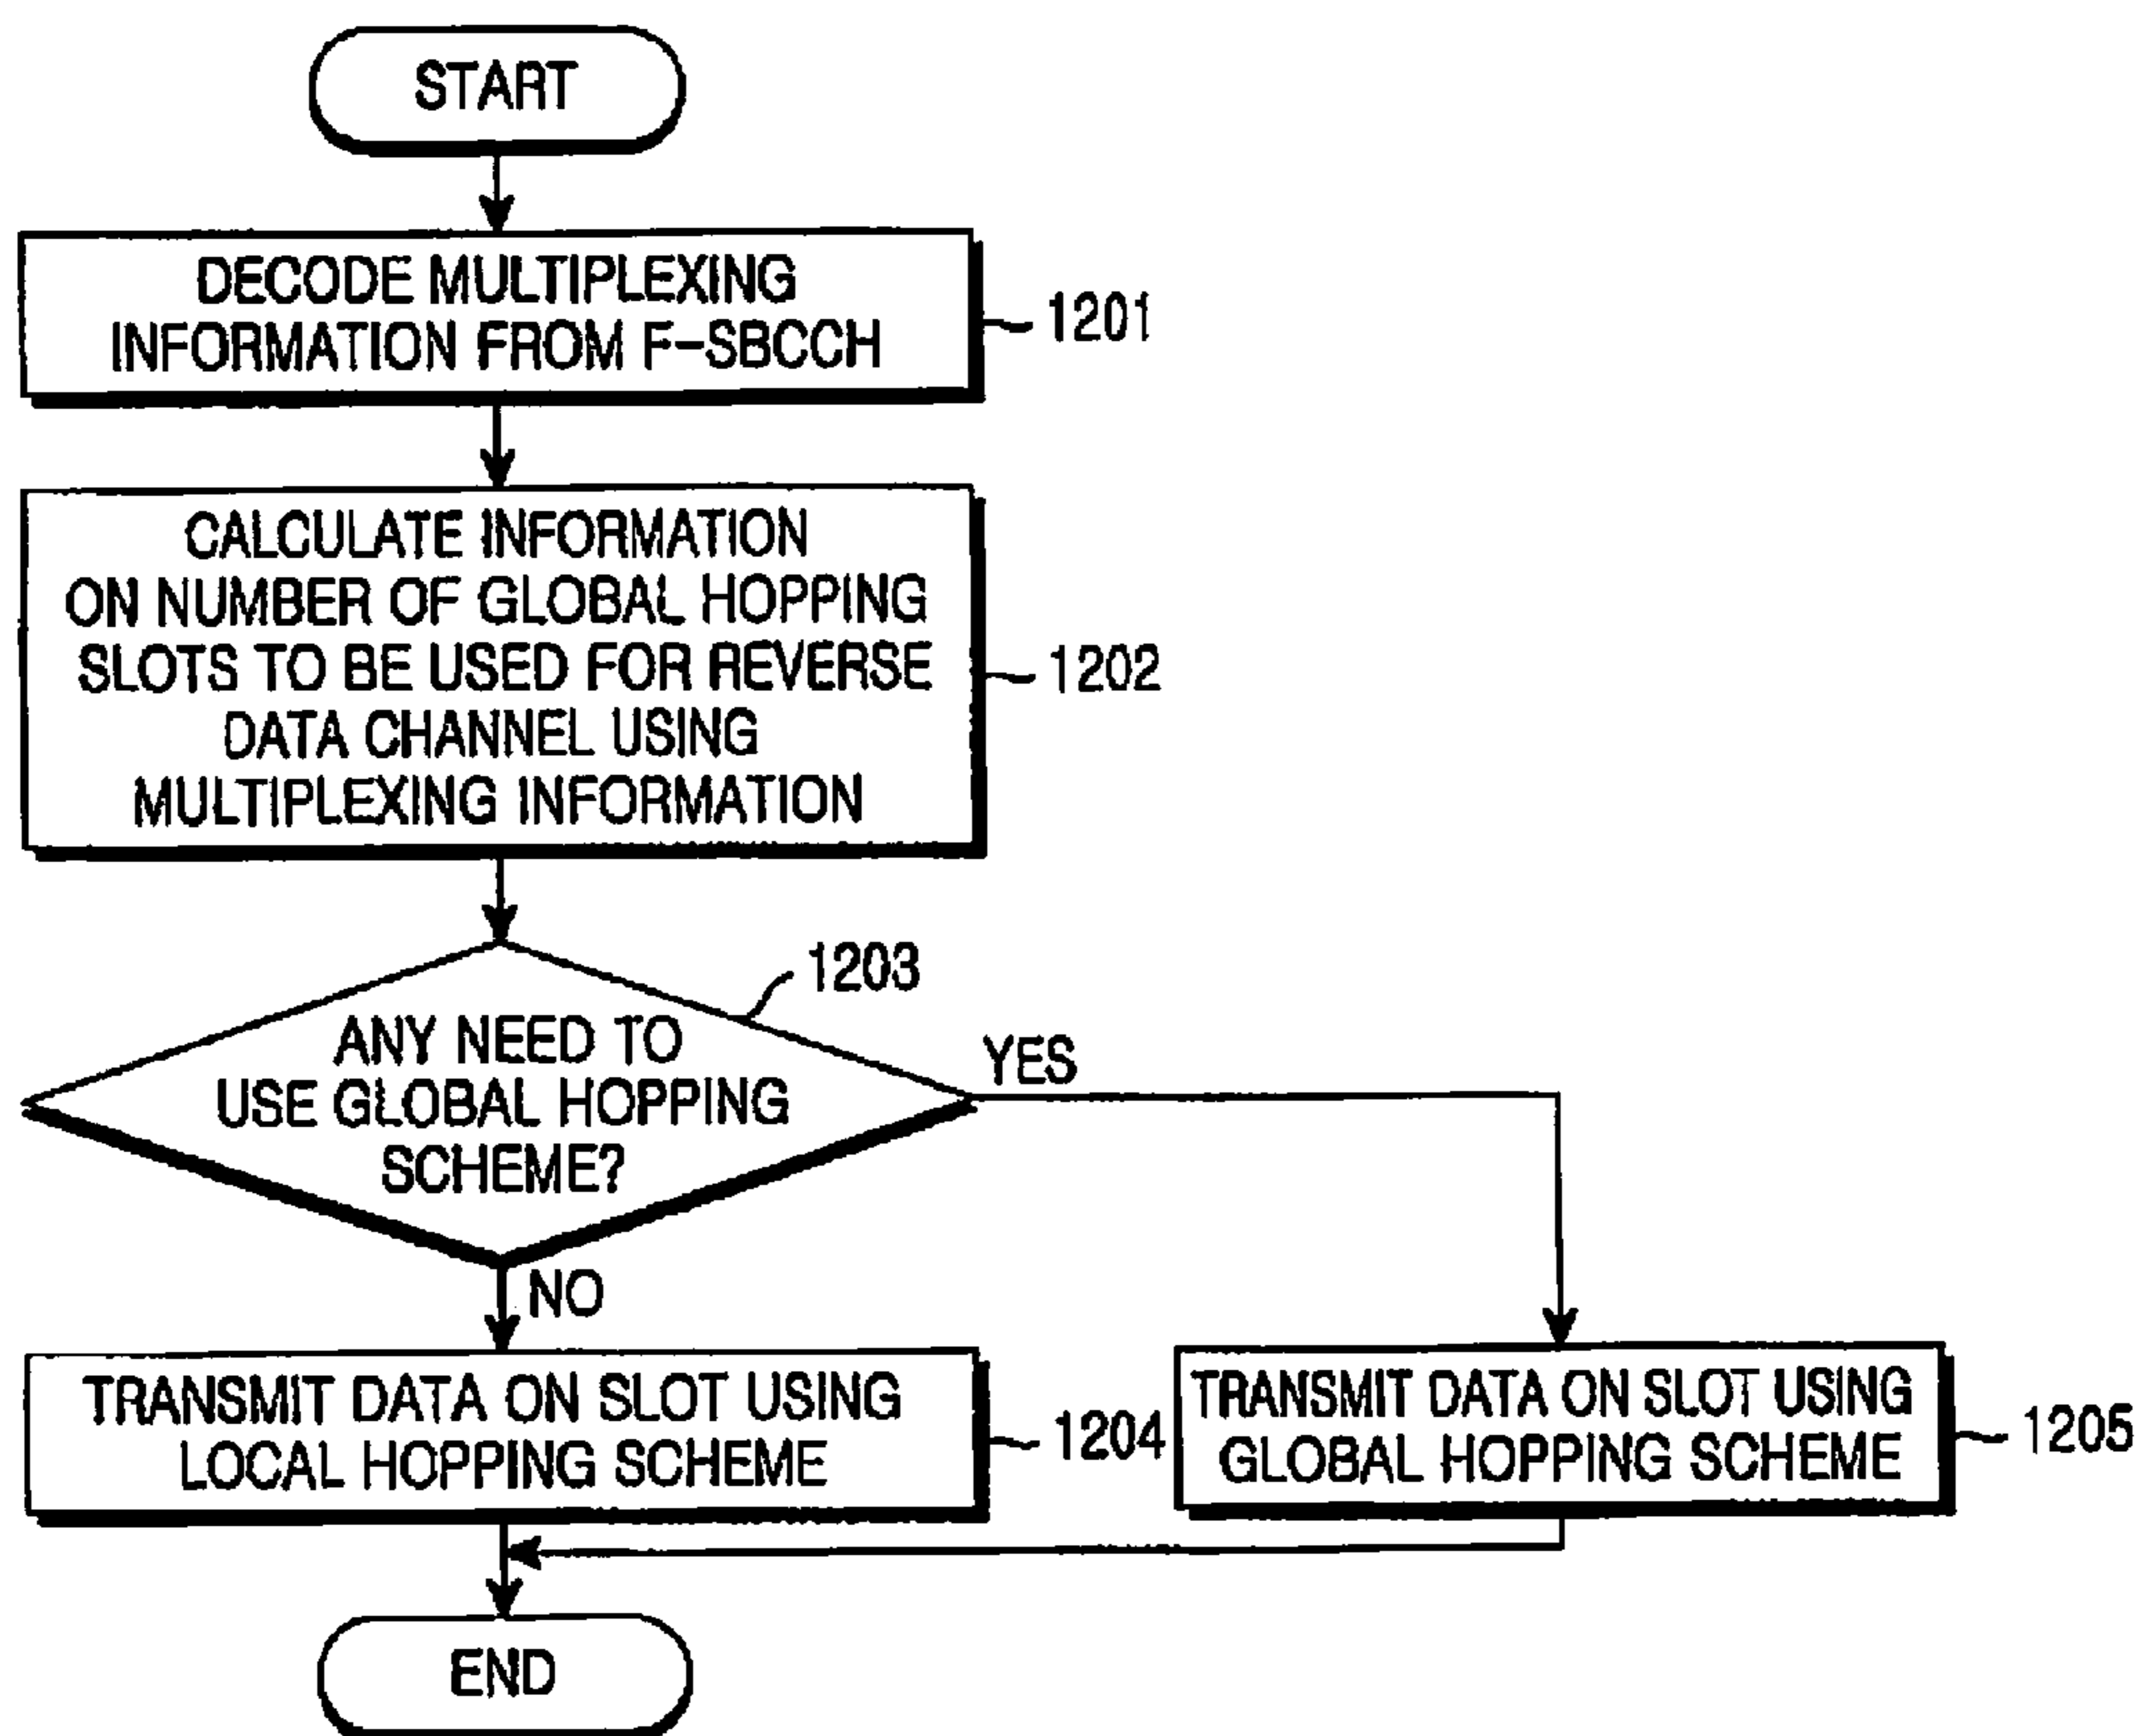 START
DECODE MULTIPLEXING
INFORMATION FROM F-SBCCH
1201
CALCULATE INFORMATION
ON NUMBER OF GLOBAL HOPPING
SLOTS TO BE USED FOR REVERSE
DATA CHANNEL USING
MULTIPLEXING INFORMATION
1202
1203
ANY NEED TO
USE GLOBAL HOPPING
SCHEME?
YES
NO
TRANSMIT DATA ON SLOT USING
LOCAL HOPPING SCHEME
1204
TRANSMIT DATA ON SLOT USING
GLOBAL HOPPING SCHEME
1205
END